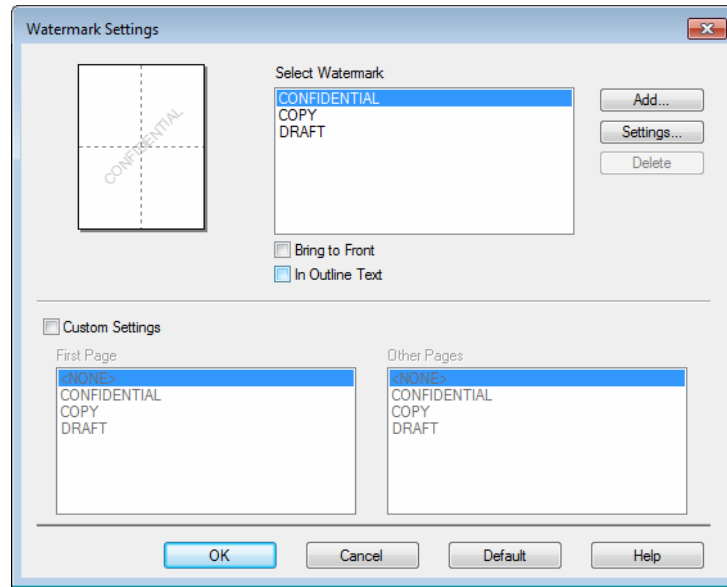 Watermark Settings
CONFIDENTIAL
Select Watermark
CONFIDENTIAL
COPY
DRAFT
Add...
Settings...
Delete
Bring to Front
In Outline Text
Custom Settings
First Page
<NONE>
CONFIDENTIAL
COPY
DRAFT
Other Pages
<NONE>
CONFIDENTIAL
COPY
DRAFT
OK
Cancel
Default
Help